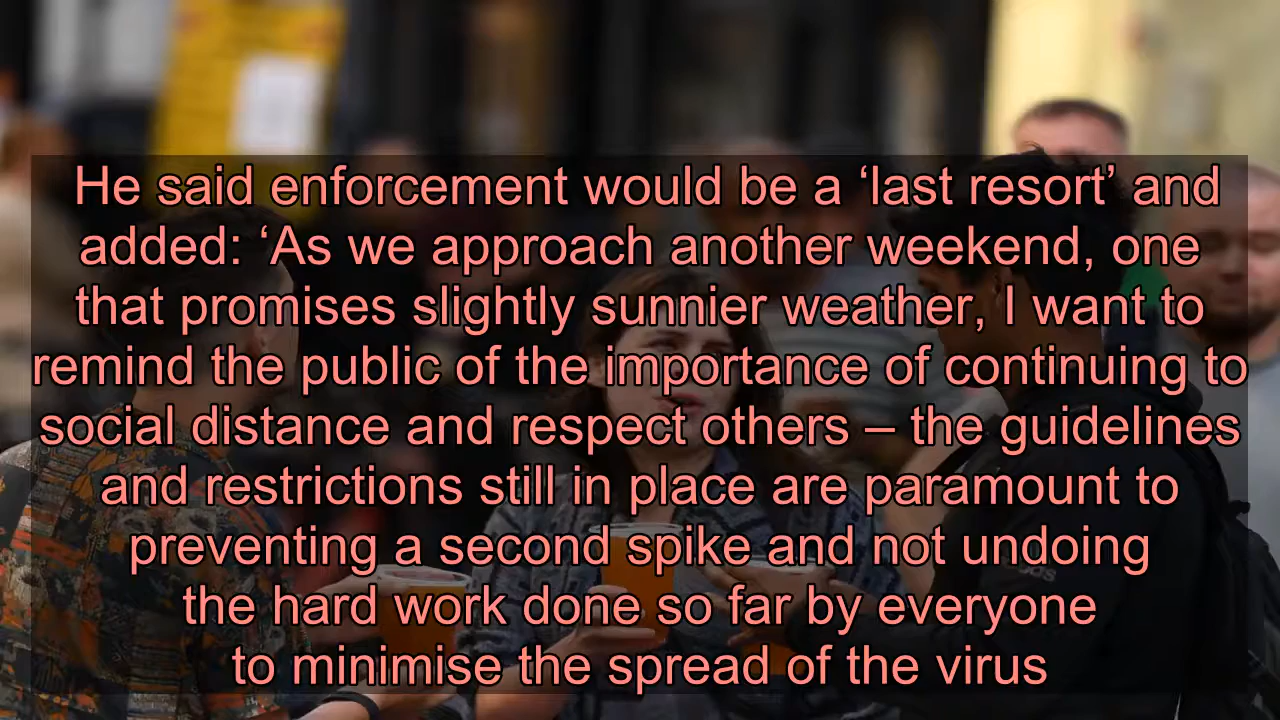 He said enforcement would be a ‘last resort’ and
added: ‘As we approach another weekend, one
that promises slightly sunnier weather, I want to
remind the public of the importance of continuing to
social distance and respect others – the guidelines
and restrictions still in place are paramount to
preventing a second spike and not undoing
the hard work done so far by everyone
to minimise the spread of the virus